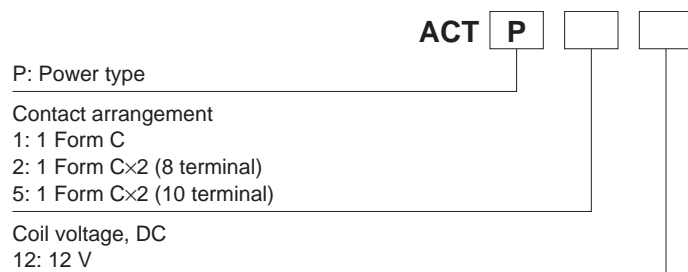 ACT P
P: Power type
Contact arrangement
1: 1 Form C
2: 1 Form C×2 (8 terminal)
5: 1 Form C×2 (10 terminal)
Coil voltage, DC
12: 12 V